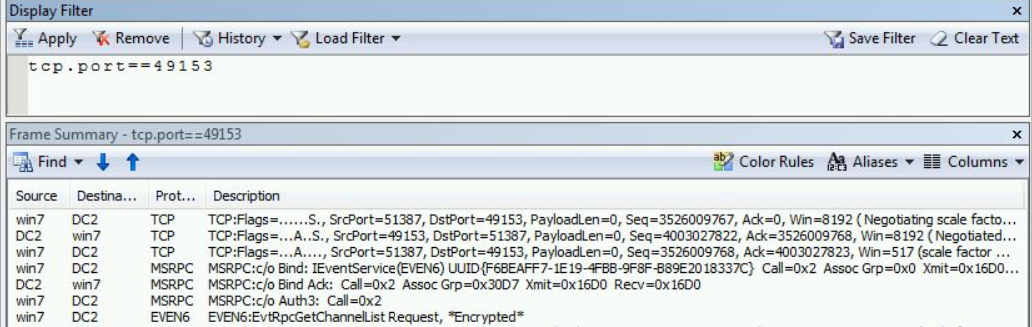 Display Filter x
Apply Remove History Load Filter Save Filter Clear Text
tcp.port==49153
Frame Summary - tcp.port==49153 x
Find Color Rules Aliases Columns
Source Destina... Prot... Description
win7 DC2 TCP TCP:Flags=......S., SrcPort=51387, DstPort=49153, PayloadLen=0, Seq=3526009767, Ack=0, Win=8192 ( Negotiating scale facto...
DC2 win7 TCP TCP:Flags=...A..S., SrcPort=49153, DstPort=51387, PayloadLen=0, Seq=4003027822, Ack=3526009768, Win=8192 ( Negotiated...
win7 DC2 TCP TCP:Flags=...A...., SrcPort=51387, DstPort=49153, PayloadLen=0, Seq=3526009768, Ack=4003027823, Win=517 (scale factor ...
win7 DC2 MSRPC MSRPC:c/o Bind: IEventService(EVEN6) UUID{F6BEAFF7-1E19-4FBB-9F8F-B89E2018337C} Call=0x2 Assoc Grp=0x0 Xmit=0x16D0...
DC2 win7 MSRPC MSRPC:c/o Bind Ack: Call=0x2 Assoc Grp=0x30D7 Xmit=0x16D0 Recv=0x16D0
win7 DC2 MSRPC MSRPC:c/o Auth3: Call=0x2
win7 DC2 EVEN6 EVEN6:EvtRpcGetChannelList Request, *Encrypted*